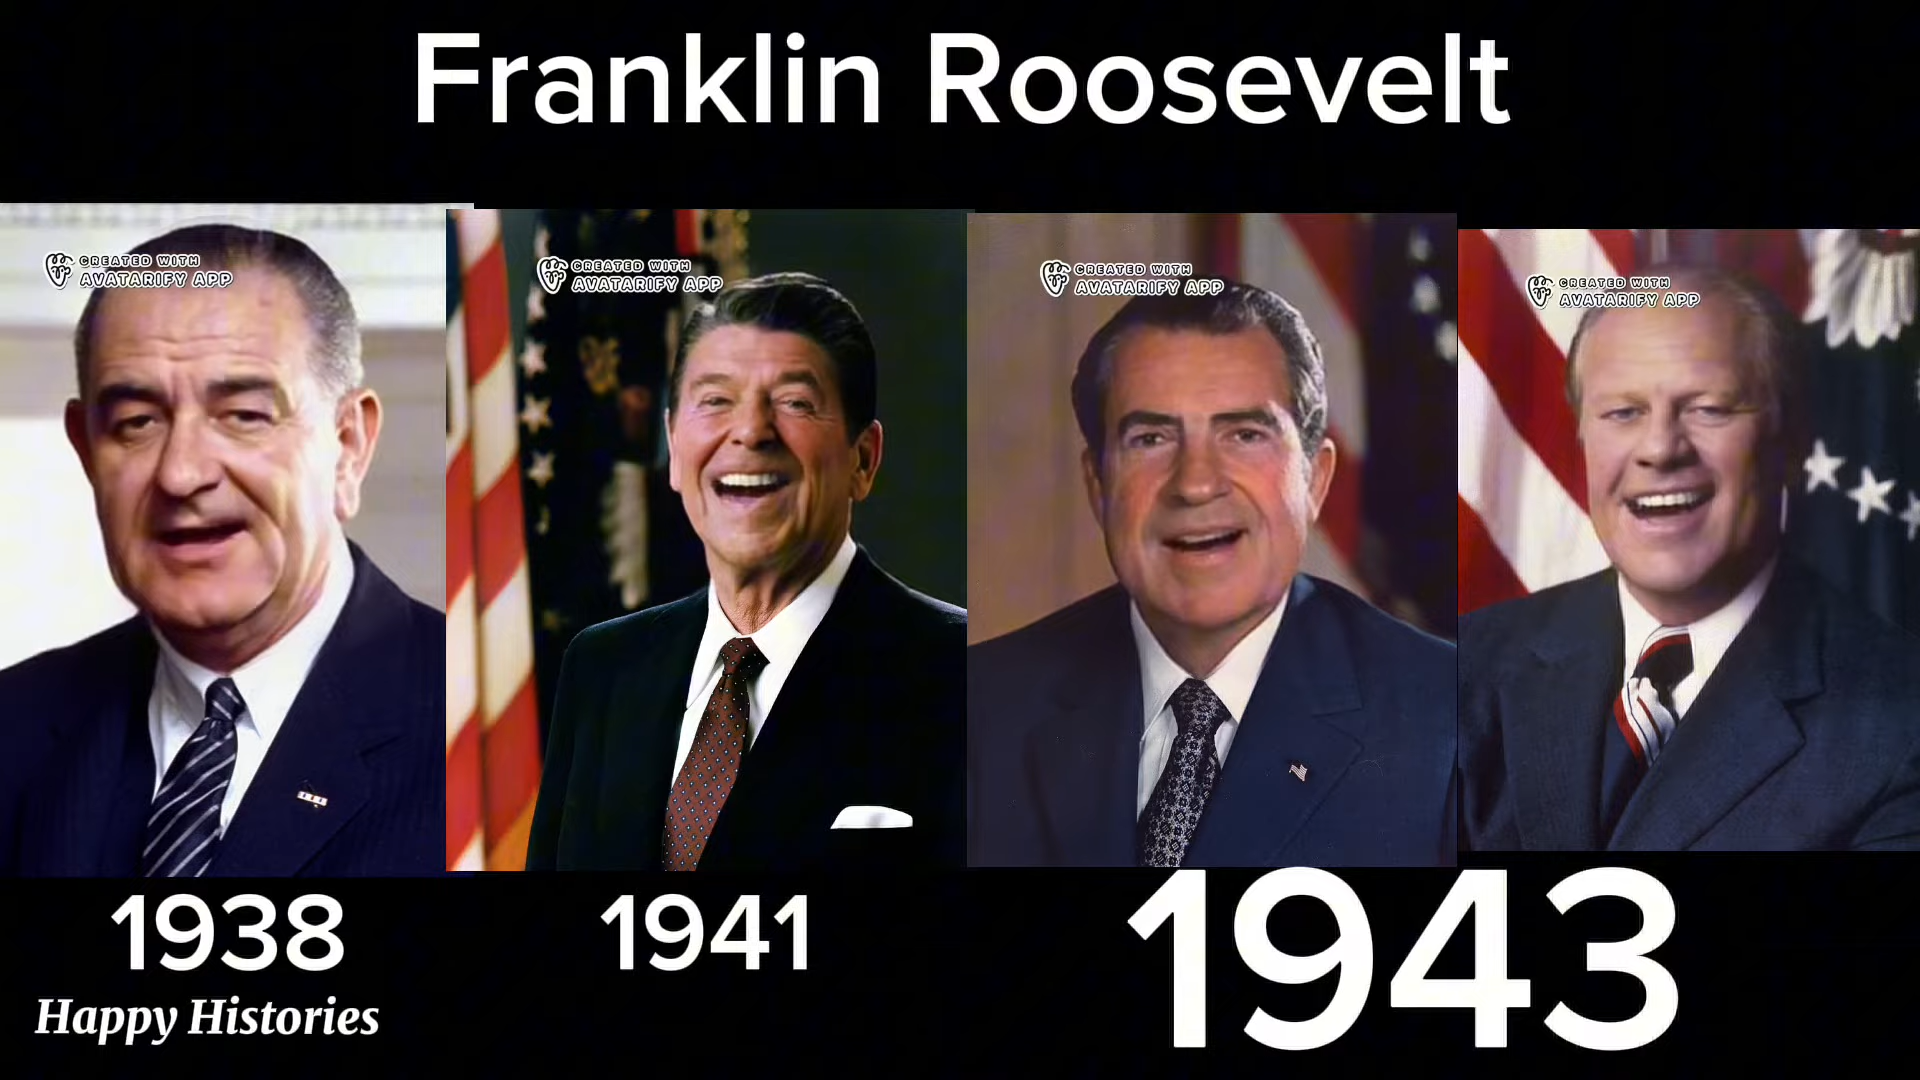 Franklin Roosevelt
CREATED WITH
AVATARIFY APP
CREATED WITH
AVATARIFY APP
CREATED WITH
AVATARIFY APP
CREATED WITH
AVATARIFY APP
1938
1941
1943
Happy Histories